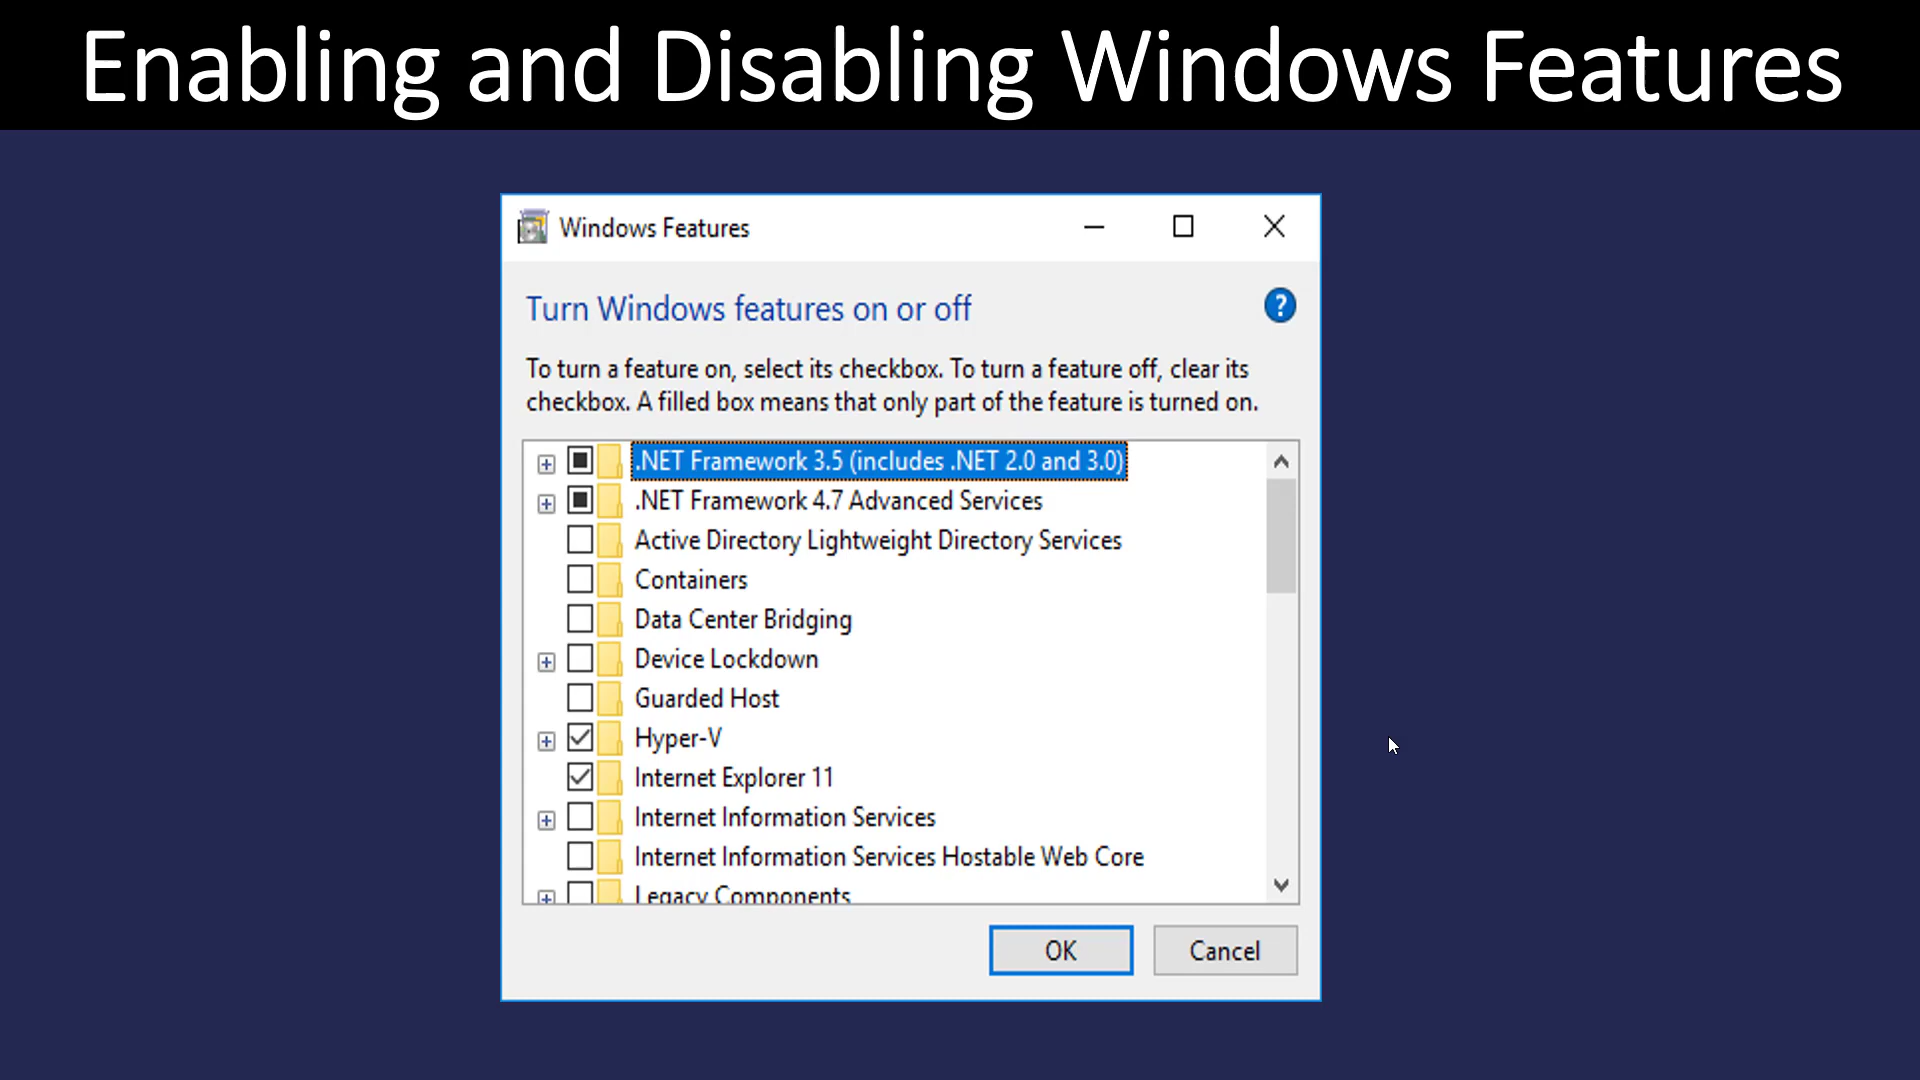 Enabling and Disabling Windows Features
Windows Features
Turn Windows features on or off
?
To turn a feature on, select its checkbox. To turn a feature off, clear its
checkbox. A filled box means that only part of the feature is turned on.
.NET Framework 3.5 (includes .NET 2.0 and 3.0)
.NET Framework 4.7 Advanced Services
Active Directory Lightweight Directory Services
Containers
Data Center Bridging
Device Lockdown
Guarded Host
Hyper-V
Internet Explorer 11
Internet Information Services
Internet Information Services Hostable Web Core
Legacy Components
OK
Cancel